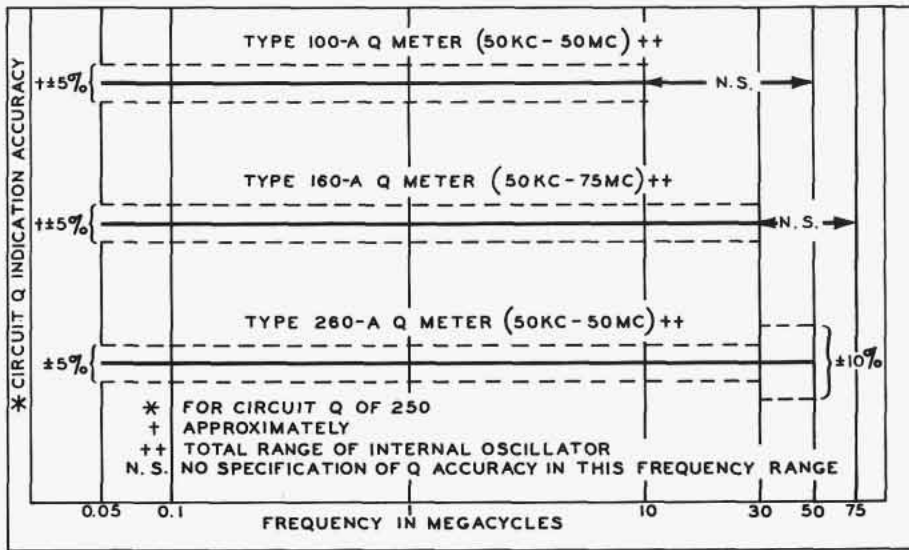 TYPE 100-A Q METER (50KC-50MC)++
†±5%
N.S.
TYPE 160-A Q METER (50KC-75MC)++
†±5%
N.S.
TYPE 260-A Q METER (50KC-50MC)++
±5%
±10%
* CIRCUIT Q INDICATION ACCURACY
* FOR CIRCUIT Q OF 250
† APPROXIMATELY
++ TOTAL RANGE OF INTERNAL OSCILLATOR
N.S. NO SPECIFICATION OF Q ACCURACY IN THIS FREQUENCY RANGE
0.05 0.1 1 10 30 50 75
FREQUENCY IN MEGACYCLES